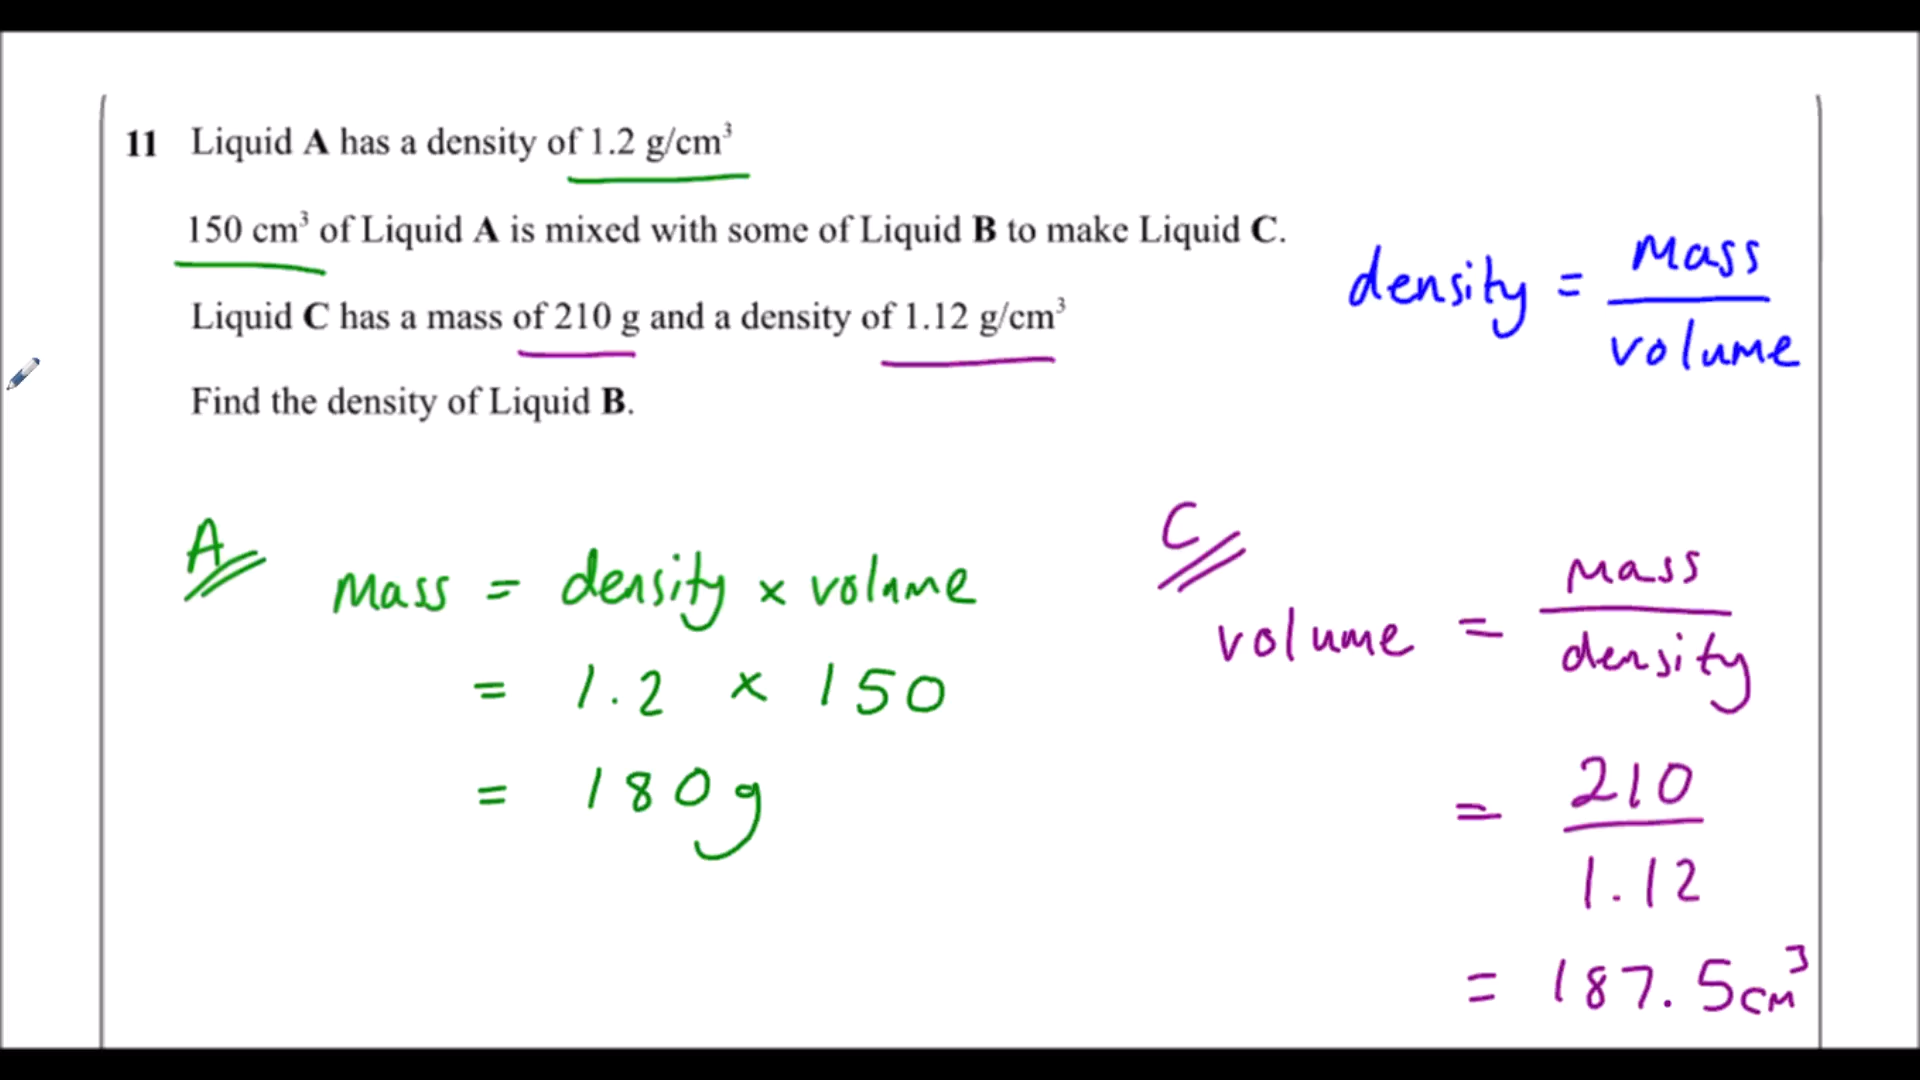 11 Liquid A has a density of 1.2 g/cm³
150 cm³ of Liquid A is mixed with some of Liquid B to make Liquid C.
Liquid C has a mass of 210 g and a density of 1.12 g/cm³
Find the density of Liquid B.
density = mass / volume
A
mass = density × volume
= 1.2 × 150
= 180g
C
volume = mass / density
= 210 / 1.12
= 187.5cm³